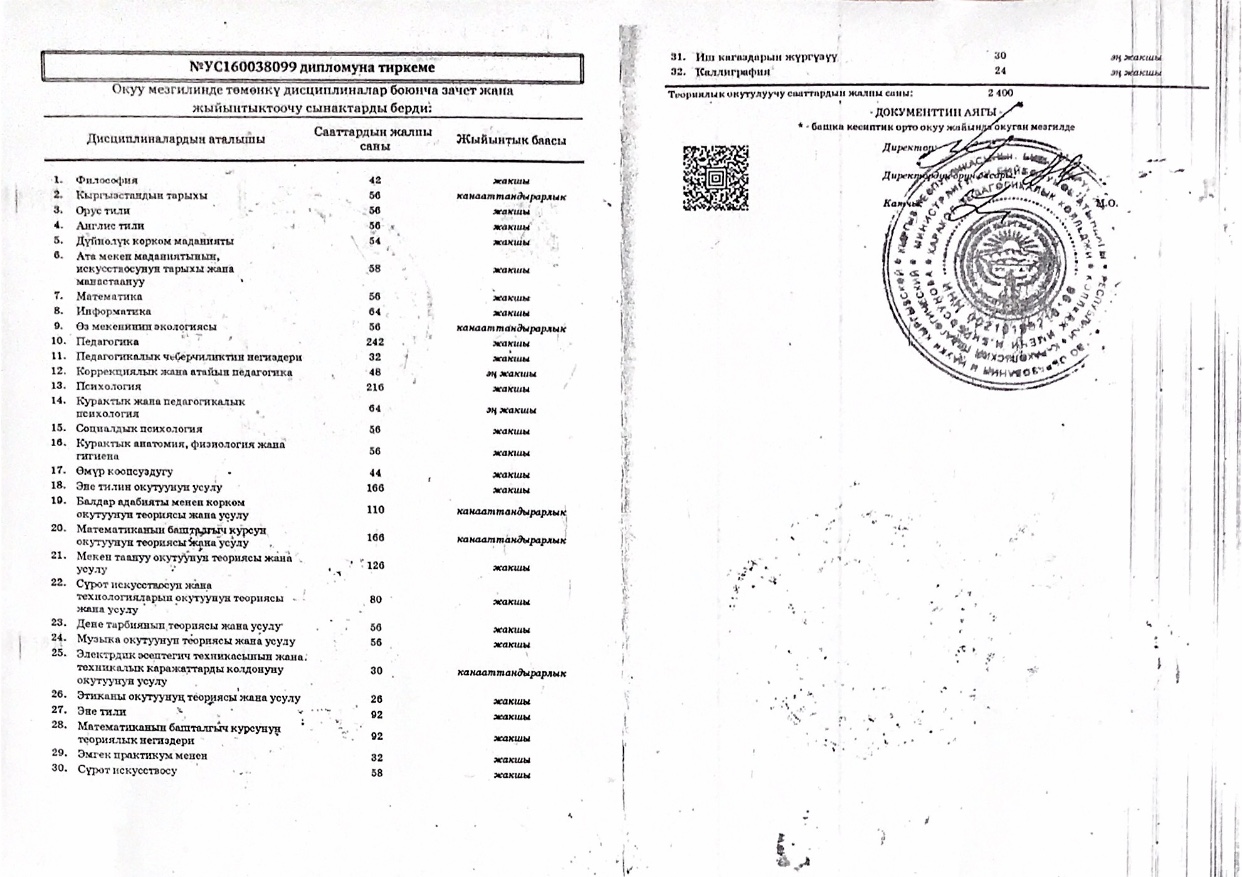 №УС160038099 дипломуна тиркеме
Окуу мезгилинде төмөнкү дисциплиналар боюнча зачет жана
жыйынтыктоочу сынактарды берди:
Дисциплиналардын аталышы Сааттардын жалпы саны Жыйынтык баасы
1. Философия 42 жакшы
2. Кыргызстандын тарыхы 56 канааттандырарлык
3. Орус тили 56 жакшы
4. Англис тили 56 жакшы
5. Дүйнөлүк көркөм маданияты 54 жакшы
6. Ата мекен маданиятынын,
искусствосунун тарыхы жана 58 жакшы
манастаануу
7. Математика 56 жакшы
8. Информатика 64 жакшы
9. Өз мекенинин экологиясы 56 канааттандырарлык
10. Педагогика 242 жакшы
11. Педагогикалык чеберчиликтин негиздери 32 жакшы
12. Коррекциялык жана атайын педагогика 48 эң жакшы
13. Психология 216 жакшы
14. Курактык жана педагогикалык
психология 64 эң жакшы
15. Социалдык психология 56 жакшы
16. Курактык анатомия, физиология жана
гигиена 56 жакшы
17. Өмүр коопсуздугу 44 жакшы
18. Эне тилин окутуунун усулу 166 жакшы
19. Балдар адабияты менен көркөм
окутуунун теориясы жана усулу 110 канааттандырарлык
20. Математиканын башталгыч курсун
окутуунун теориясы жана усулу 166 канааттандырарлык
21. Мекен таануу окутуунун теориясы жана
усулу 126 жакшы
22. Сүрөт искусствосун жана
технологияларын окутуунун теориясы 80 жакшы
жана усулу
23. Дене тарбиянын теориясы жана усулу 56 жакшы
24. Музыка окутуунун теориясы жана усулу 56 жакшы
25. Электрдик эсептегич техникасынын жана
техникалык каражаттарды колдонуну 30 канааттандырарлык
окутуунун усулу
26. Этиканы окутуунун теориясы жана усулу 26 жакшы
27. Эне тили 92 жакшы
28. Математиканын башталгыч курсунун
теориялык негиздери 92 жакшы
29. Эмгек практикум менен 32 жакшы
30. Сүрөт искусствосу 58 жакшы
31. Иш кагаздарын жүргүзүү 30 эң жакшы
32. Каллиграфия 24 эң жакшы
Теориялык окутулуучу сааттардын жалпы саны: 2 400
- ДОКУМЕНТТИН АЯГЫ -
* - башка кесиптик орто окуу жайында окуган мезгилде
Директор:
Директордун орун басары:
Катчы:
М.О.